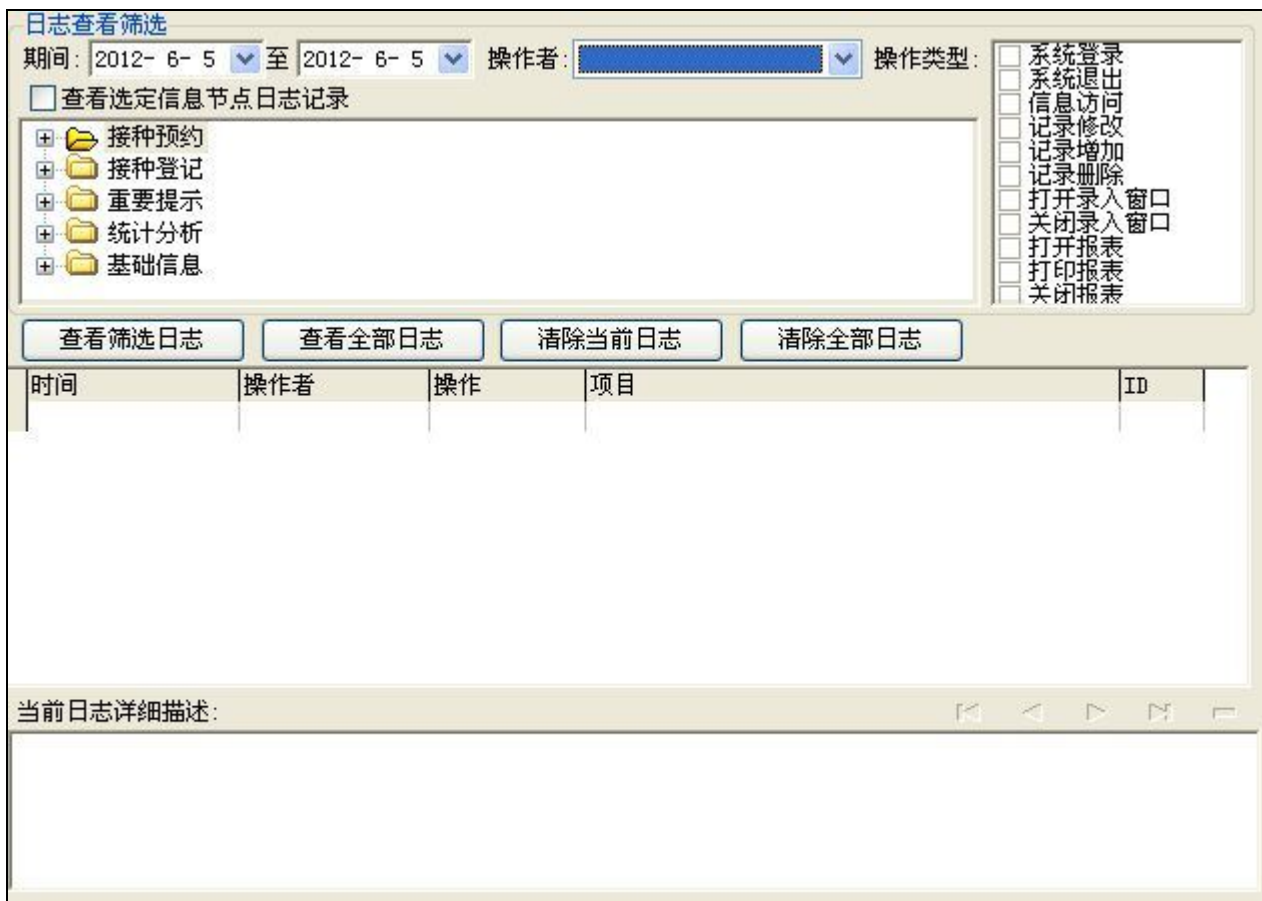 日志查看筛选
期间: 2012- 6- 5 至 2012- 6- 5 操作者: 操作类型:
系统登录
系统退出
信息访问
记录修改
记录增加
记录删除
打开录入窗口
关闭录入窗口
打开报表
打印报表
关闭报表
查看选定信息节点日志记录
接种预约
接种登记
重要提示
统计分析
基础信息
查看筛选日志 查看全部日志 清除当前日志 清除全部日志
时间 操作者 操作 项目 ID
当前日志详细描述: